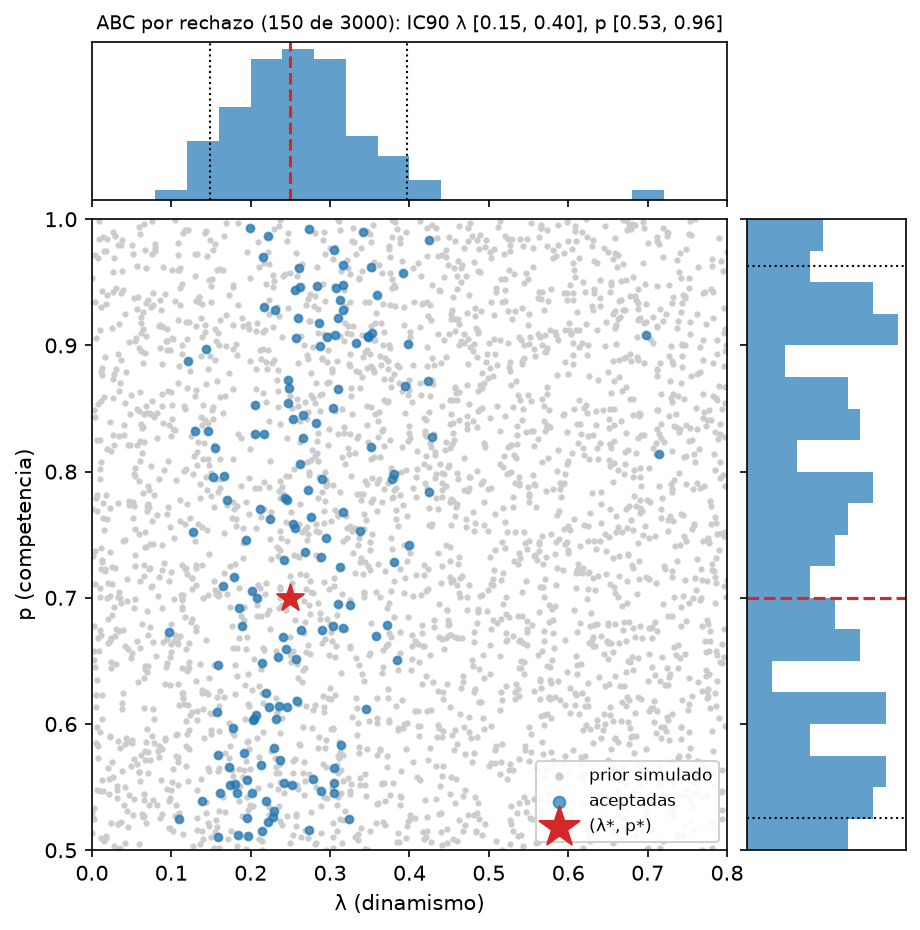 ABC por rechazo (150 de 3000): IC90 λ [0.15, 0.40], p [0.53, 0.96]
1.0
0.9
0.8
0.7
0.6
0.5
p (competencia)
prior simulado
aceptadas
(λ*, p*)
0.0 0.1 0.2 0.3 0.4 0.5 0.6 0.7 0.8
λ (dinamismo)